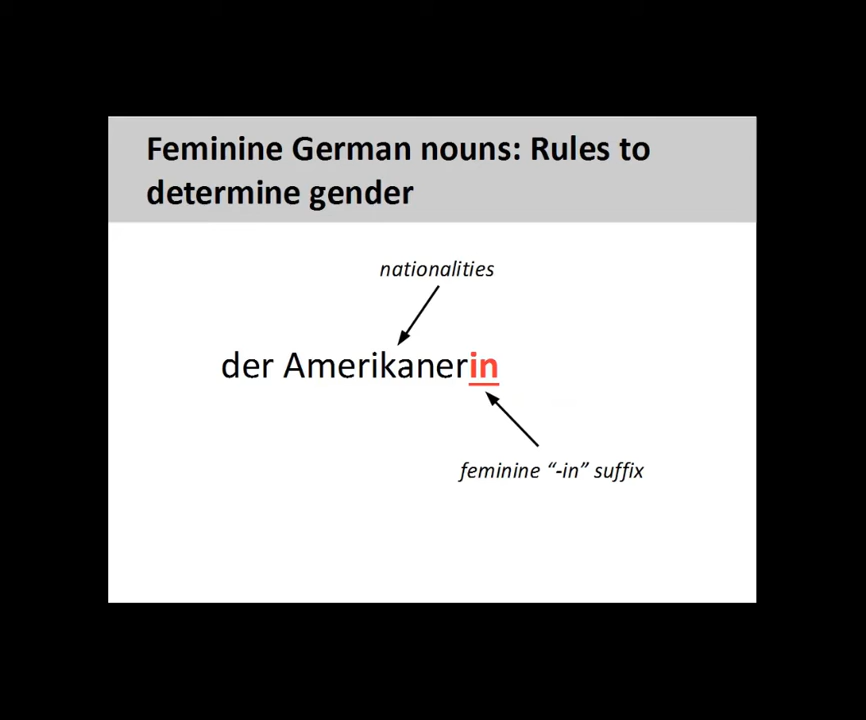 Feminine German nouns: Rules to
determine gender
nationalities
der Amerikanerin
feminine “-in” suffix